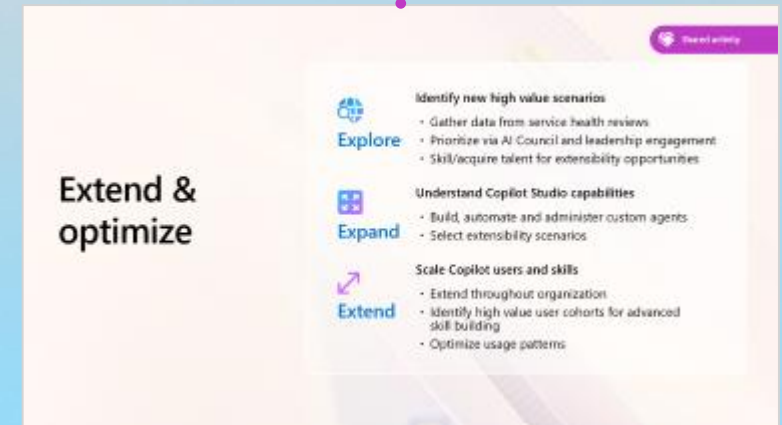 Shared activity
Extend &
optimize
Explore
Identify new high value scenarios
• Gather data from service health reviews
• Prioritize via AI Council and leadership engagement
• Skill/acquire talent for extensibility opportunities
Expand
Understand Copilot Studio capabilities
• Build, automate and administer custom agents
• Select extensibility scenarios
Extend
Scale Copilot users and skills
• Extend throughout organization
• Identify high value user cohorts for advanced
skill building
• Optimize usage patterns